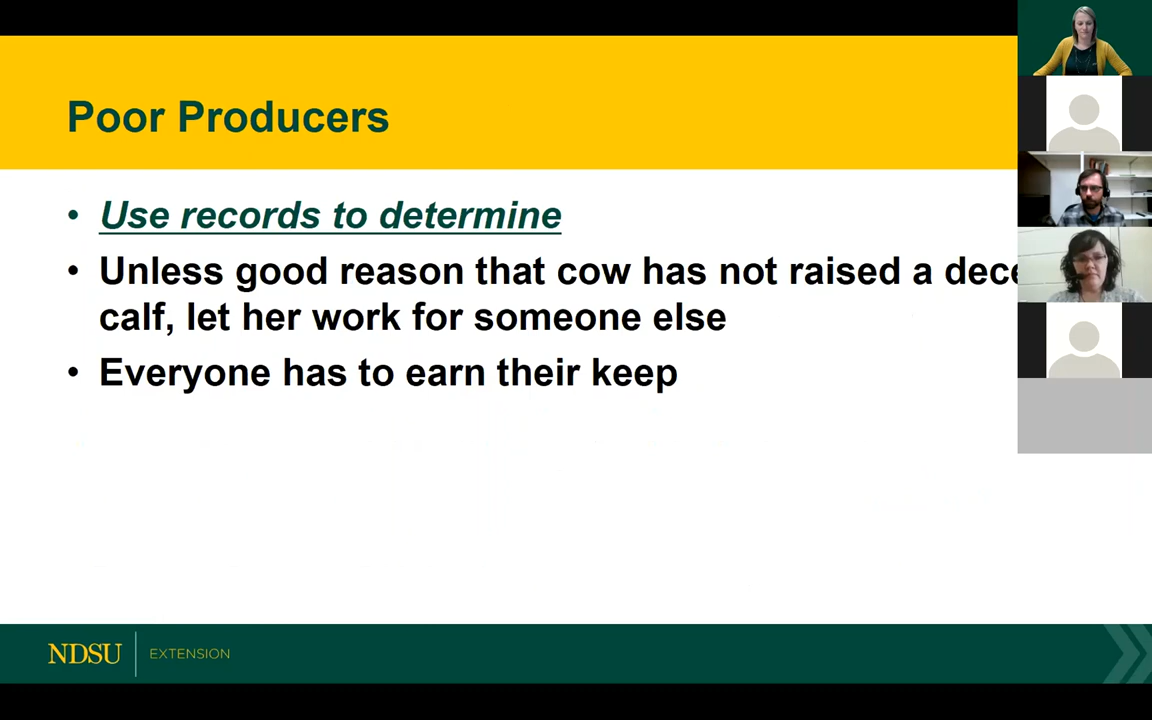 Poor Producers
• Use records to determine
• Unless good reason that cow has not raised a
calf, let her work for someone else
• Everyone has to earn their keep
NDSU EXTENSION